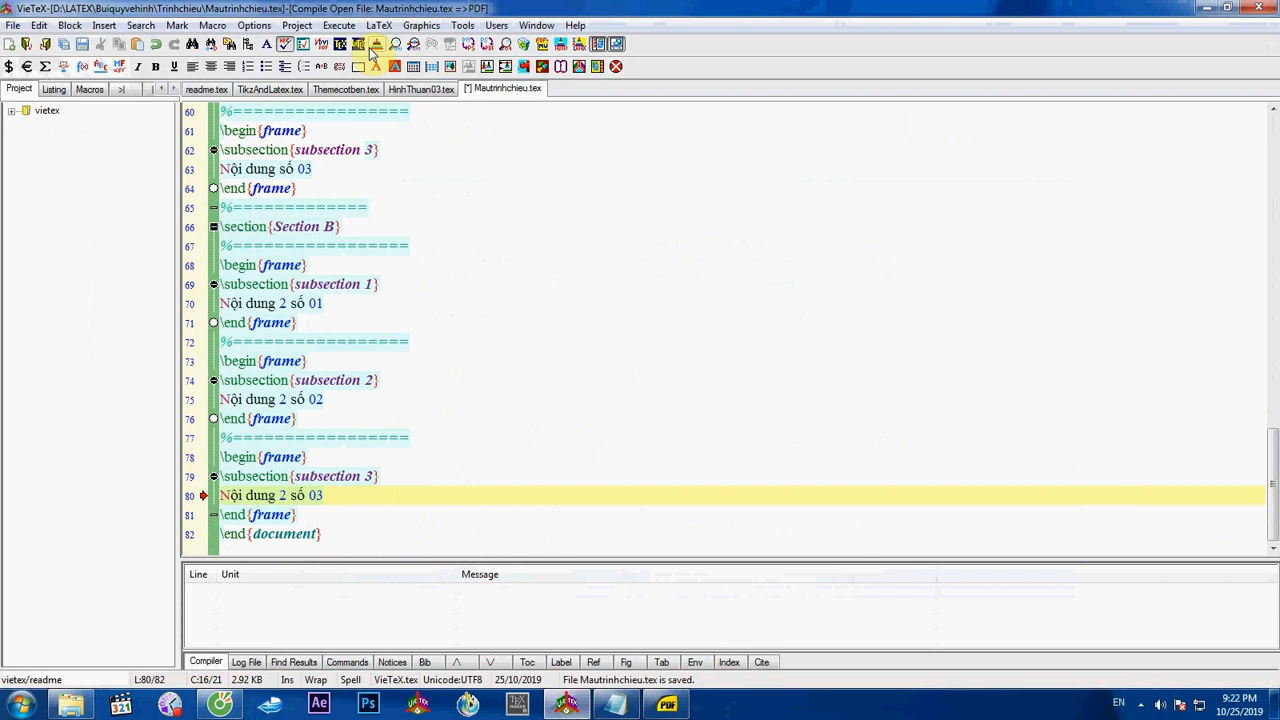 VieTeX-[D:\LATEX\Buiquyvehinh\Trinhchieu\Mautrinhchieu.tex]-[Compile Open File: Mautrinhchieu.tex => PDF]
File Edit Block Insert Search Mark Macro Options Project Execute LaTeX Graphics Tools Users Window Help
Project Listing Macros >| readme.tex TikzAndLatex.tex Themecotben.tex HinhThuan03.tex [*] Mautrinhchieu.tex
vietex
60 %=================
61 \begin{frame}
62 \subsection{subsection 3}
63 Nội dung số 03
64 \end{frame}
65 %=============
66 \section{Section B}
67 %=================
68 \begin{frame}
69 \subsection{subsection 1}
70 Nội dung 2 số 01
71 \end{frame}
72 %=================
73 \begin{frame}
74 \subsection{subsection 2}
75 Nội dung 2 số 02
76 \end{frame}
77 %=================
78 \begin{frame}
79 \subsection{subsection 3}
80 Nội dung 2 số 03
81 \end{frame}
82 \end{document}
Line Unit Message
Compiler Log File Find Results Commands Notices Bib /\ \/ Toc Label Ref Fig Tab Env Index Cite
vietex/readme L:80/82 C:16/21 2.92 KB Ins Wrap Spell VieTeX.tex Unicode:UTF8 25/10/2019 File Mautrinhchieu.tex is saved.
321 Ae Ps PDF EN 9:22 PM
10/25/2019